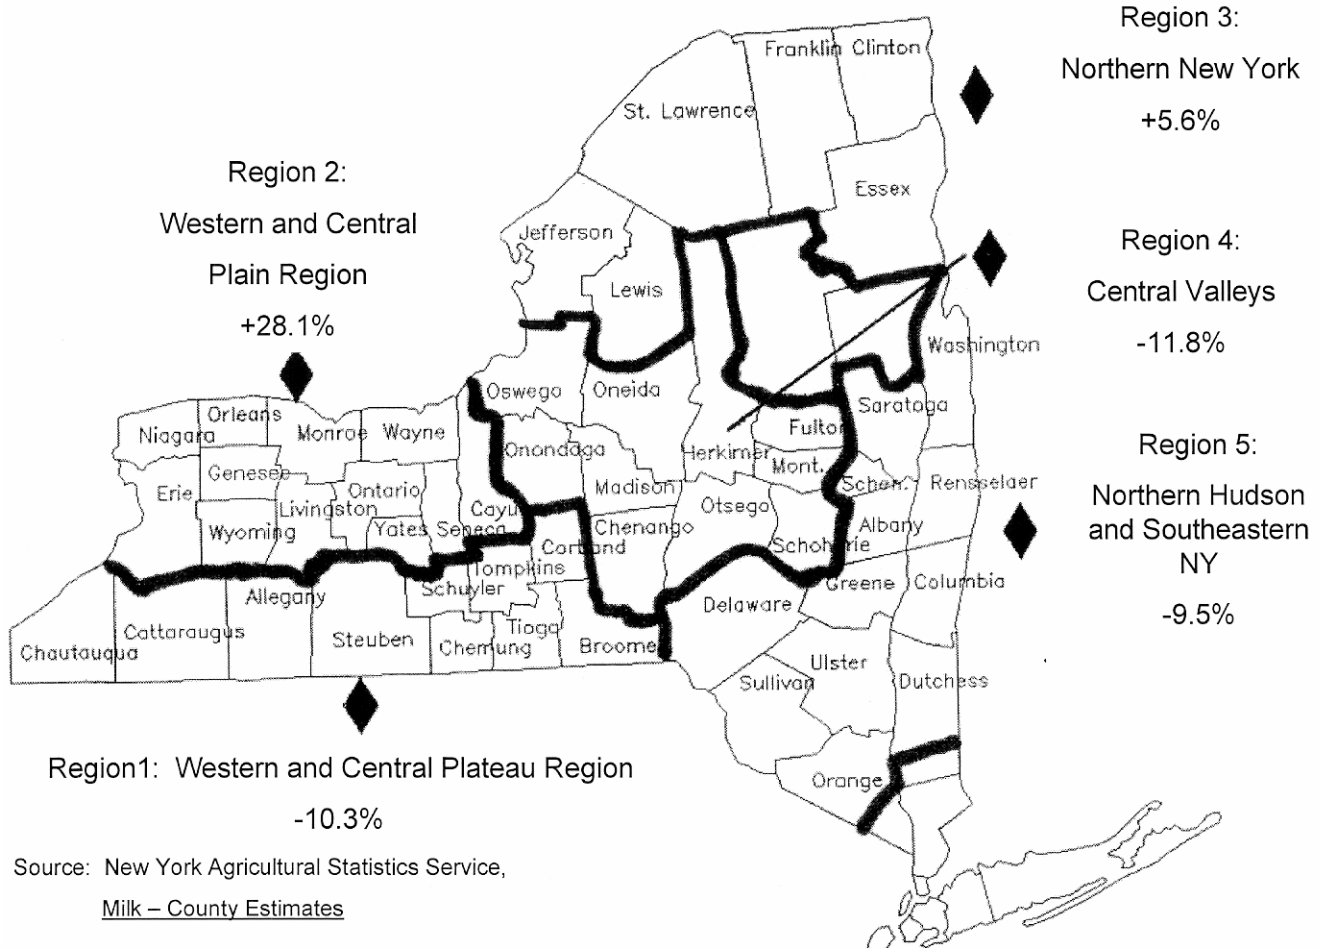 Region 3:
Northern New York
+5.6%
Region 2:
Western and Central
Plain Region
+28.1%
Region 4:
Central Valleys
-11.8%
Region 5:
Northern Hudson
and Southeastern
NY
-9.5%
Franklin
Clinton
St. Lawrence
Essex
Jefferson
Lewis
Washington
Oswego
Oneida
Saratoga
Orleans
Niagara
Monroe
Wayne
Fulto
Herkimer
Onondaga
Mont.
Genesee
Erie
Ontario
Madison
Schen.
Rensselaer
Livingston
Otsego
Cayu
Wyoming
Yates
Seneca
Chenango
Albany
Cortland
Schoharie
Tompkins
Schuyler
Greene
Columbia
Allegany
Delaware
Cattaraugus
Steuben
Tioga
Chautauqua
Chemung
Broome
Ulster
Sullivan
Dutchess
Orange
Region1: Western and Central Plateau Region
-10.3%
Source: New York Agricultural Statistics Service,
Milk – County Estimates